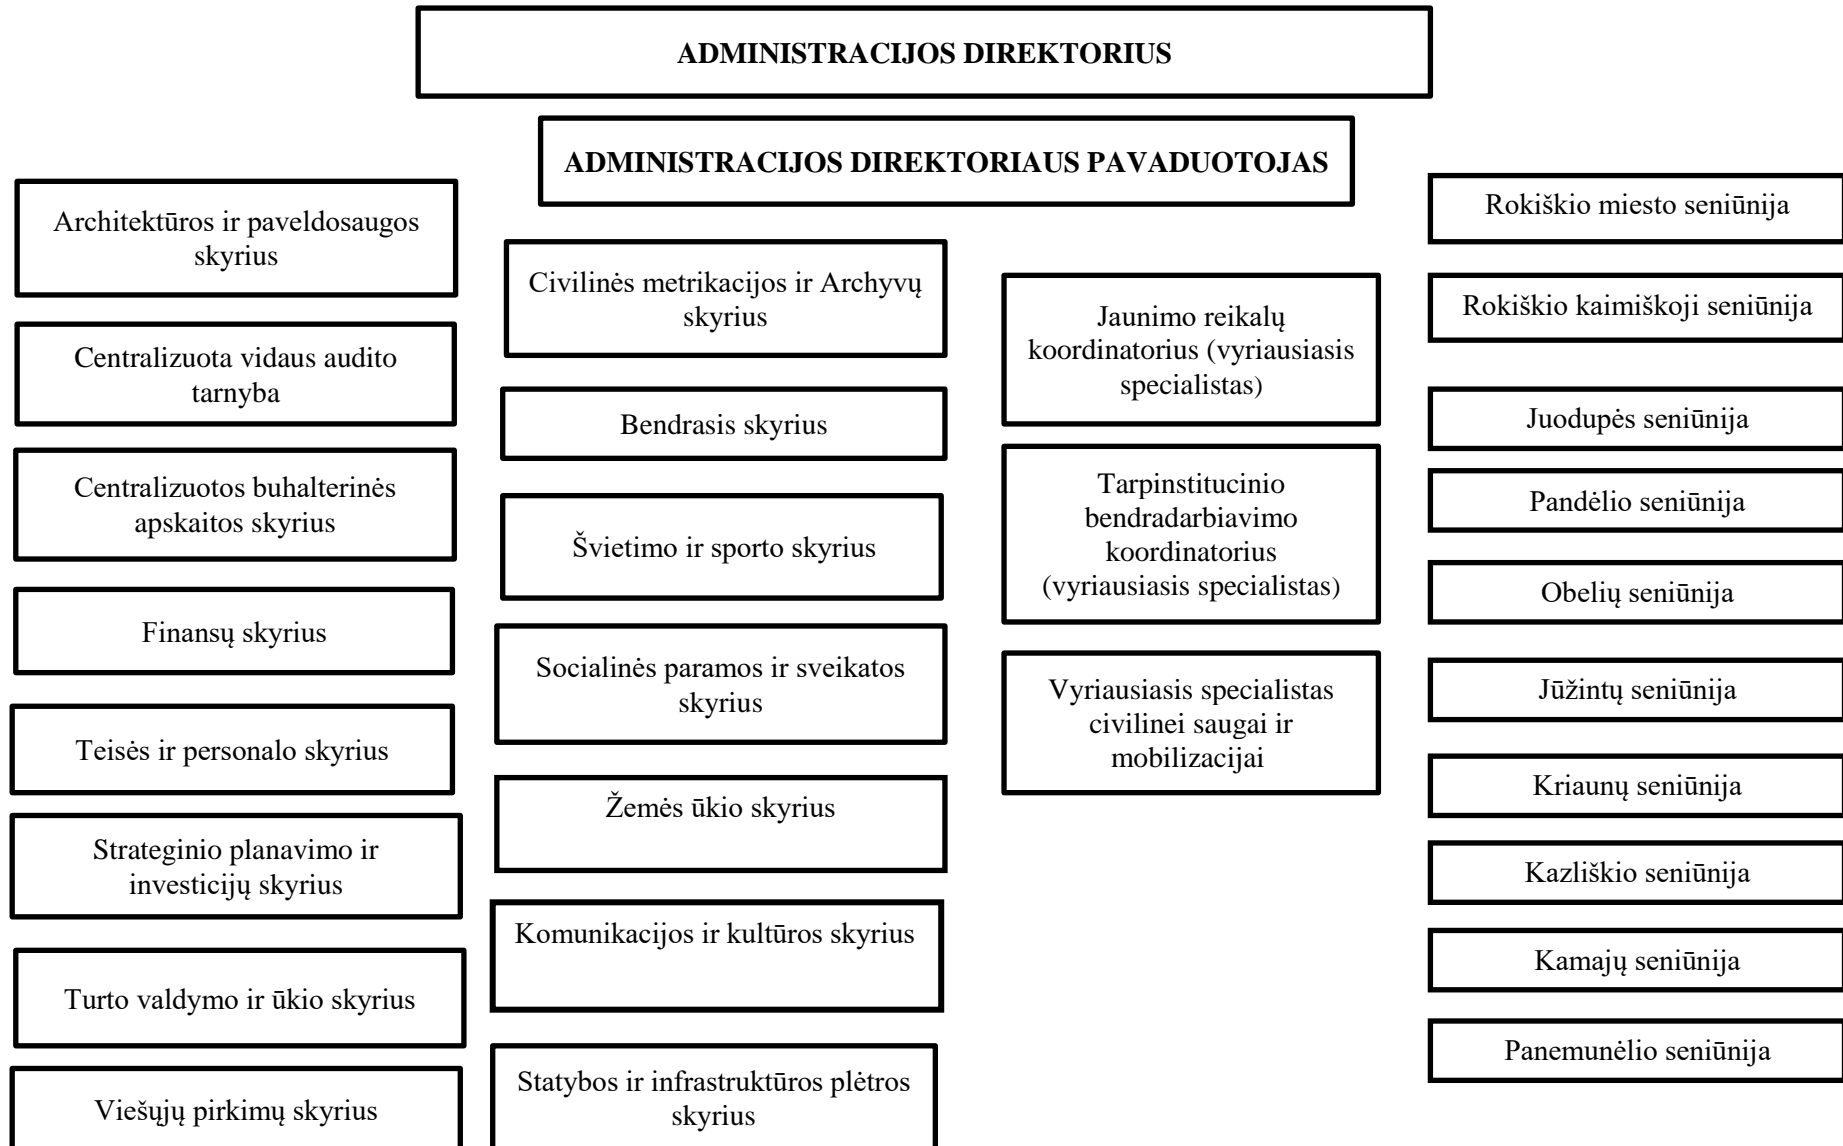 ADMINISTRACIJOS DIREKTORIUS
ADMINISTRACIJOS DIREKTORIAUS PAVADUOTOJAS
Architektūros ir paveldosaugos
skyrius
Centralizuota vidaus audito
tarnyba
Centralizuotos buhalterinės
apskaitos skyrius
Finansų skyrius
Teisės ir personalo skyrius
Strateginio planavimo ir
investicijų skyrius
Turto valdymo ir ūkio skyrius
Viešųjų pirkimų skyrius
Civilinės metrikacijos ir Archyvų
skyrius
Bendrasis skyrius
Švietimo ir sporto skyrius
Socialinės paramos ir sveikatos
skyrius
Žemės ūkio skyrius
Komunikacijos ir kultūros skyrius
Statybos ir infrastruktūros plėtros
skyrius
Jaunimo reikalų
koordinatorius (vyriausiasis
specialistas)
Tarpinstitucinio
bendradarbiavimo
koordinatorius
(vyriausiasis specialistas)
Vyriausiasis specialistas
civilinei saugai ir
mobilizacijai
Rokiškio miesto seniūnija
Rokiškio kaimiškoji seniūnija
Juodupės seniūnija
Pandėlio seniūnija
Obelių seniūnija
Jūžintų seniūnija
Kriaunų seniūnija
Kazliškio seniūnija
Kamajų seniūnija
Panemunėlio seniūnija